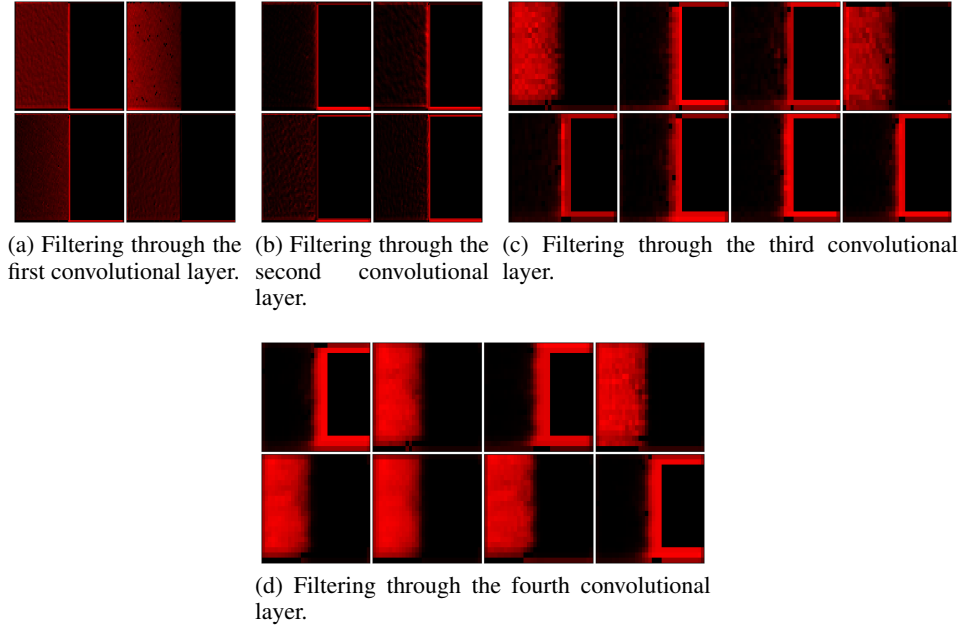 (a) Filtering through the
first convolutional layer.
(b) Filtering through the
second convolutional
layer.
(c) Filtering through the third convolutional
layer.
(d) Filtering through the fourth convolutional
layer.